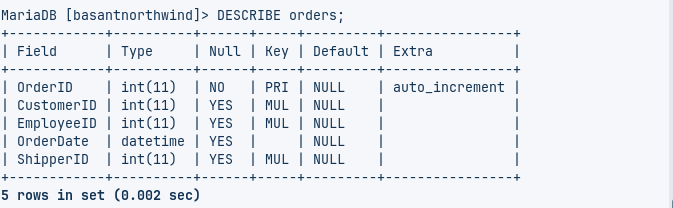 MariaDB [basantnorthwind]> DESCRIBE orders;
+------------+----------+------+-----+---------+----------------+
| Field      | Type     | Null | Key | Default | Extra          |
+------------+----------+------+-----+---------+----------------+
| OrderID    | int(11)  | NO   | PRI | NULL    | auto_increment |
| CustomerID | int(11)  | YES  | MUL | NULL    |                |
| EmployeeID | int(11)  | YES  | MUL | NULL    |                |
| OrderDate  | datetime | YES  |     | NULL    |                |
| ShipperID  | int(11)  | YES  | MUL | NULL    |                |
+------------+----------+------+-----+---------+----------------+
5 rows in set (0.002 sec)